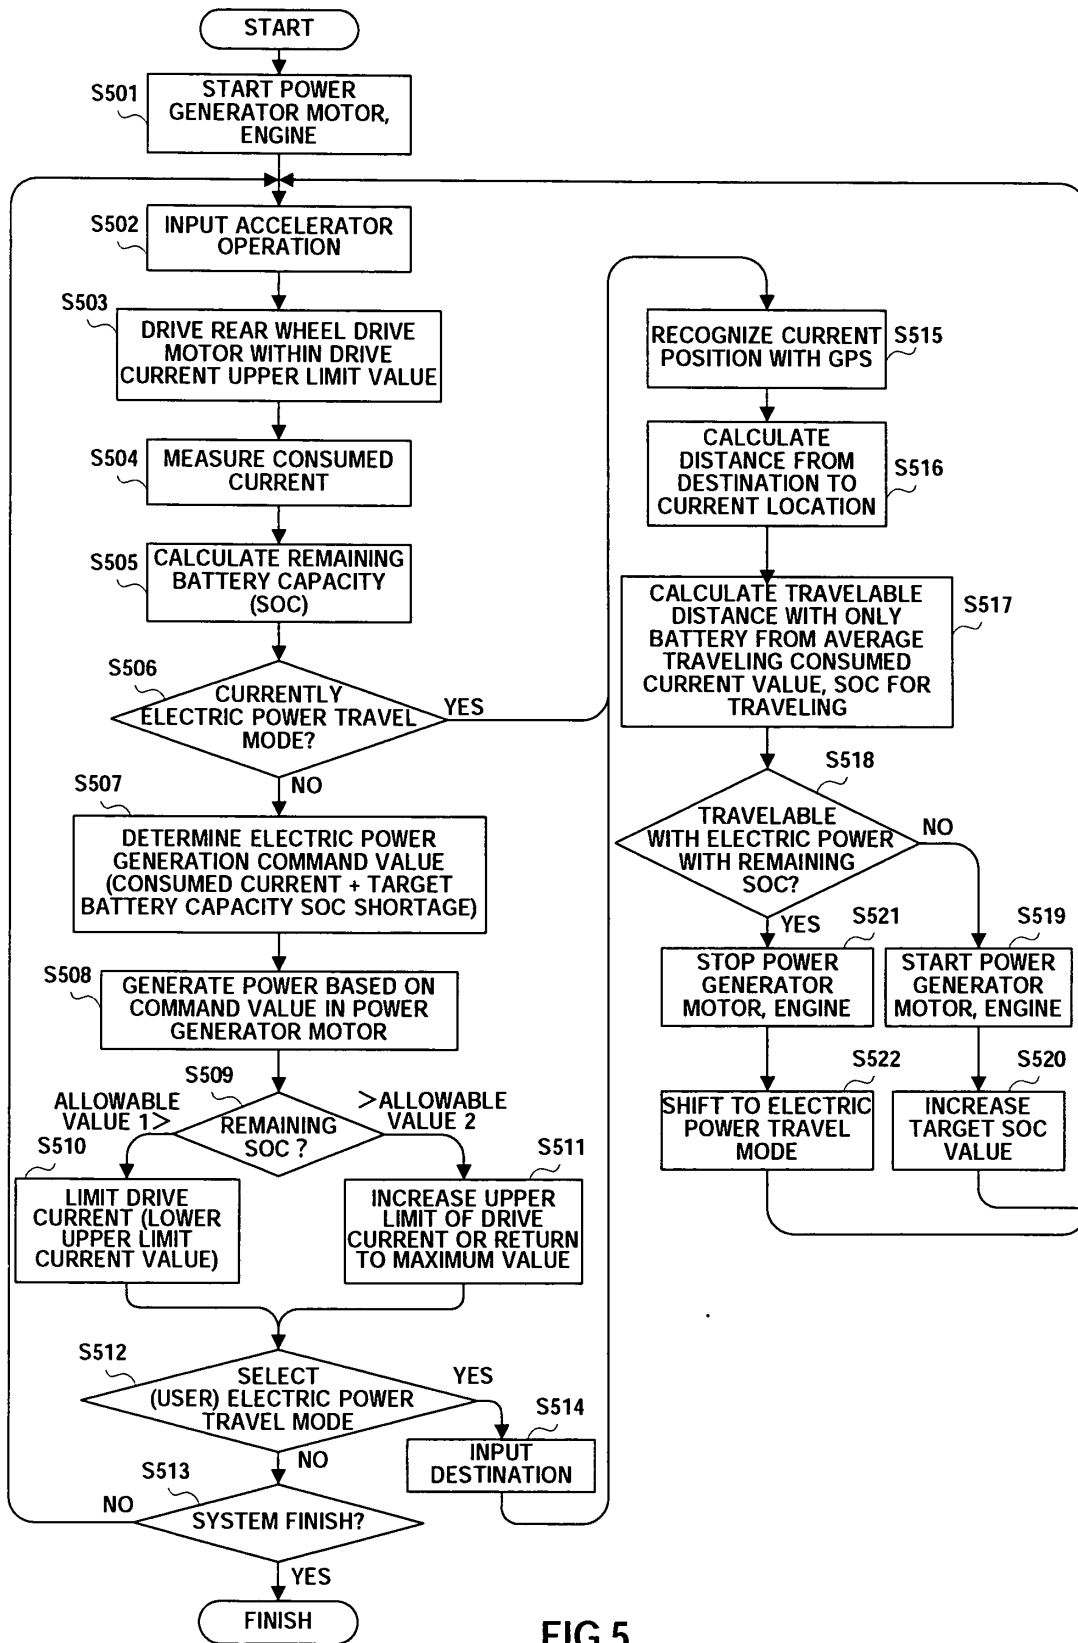 START
S501
START POWER
GENERATOR MOTOR,
ENGINE
S502
INPUT ACCELERATOR
OPERATION
S503
DRIVE REAR WHEEL DRIVE
MOTOR WITHIN DRIVE
CURRENT UPPER LIMIT VALUE
S504
MEASURE CONSUMED
CURRENT
S505
CALCULATE REMAINING
BATTERY CAPACITY
(SOC)
S506
CURRENTLY
ELECTRIC POWER TRAVEL
MODE?
YES
NO
S507
DETERMINE ELECTRIC POWER
GENERATION COMMAND VALUE
(CONSUMED CURRENT + TARGET
BATTERY CAPACITY SOC SHORTAGE)
S508
GENERATE POWER BASED ON
COMMAND VALUE IN POWER
GENERATOR MOTOR
S509
REMAINING
SOC ?
ALLOWABLE
VALUE 1>
>ALLOWABLE
VALUE 2
S510
LIMIT DRIVE
CURRENT (LOWER
UPPER LIMIT
CURRENT VALUE)
S511
INCREASE UPPER
LIMIT OF DRIVE
CURRENT OR RETURN
TO MAXIMUM VALUE
S512
SELECT
(USER) ELECTRIC POWER
TRAVEL MODE
YES
NO
S514
INPUT
DESTINATION
S513
SYSTEM FINISH?
NO
YES
FINISH
S515
RECOGNIZE CURRENT
POSITION WITH GPS
S516
CALCULATE
DISTANCE FROM
DESTINATION TO
CURRENT LOCATION
S517
CALCULATE TRAVELABLE
DISTANCE WITH ONLY
BATTERY FROM AVERAGE
TRAVELING CONSUMED
CURRENT VALUE, SOC FOR
TRAVELING
S518
TRAVELABLE
WITH ELECTRIC POWER
WITH REMAINING
SOC?
NO
YES
S521
STOP POWER
GENERATOR
MOTOR, ENGINE
S519
START POWER
GENERATOR
MOTOR, ENGINE
S522
SHIFT TO ELECTRIC
POWER TRAVEL
MODE
S520
INCREASE
TARGET SOC
VALUE
FIG.5